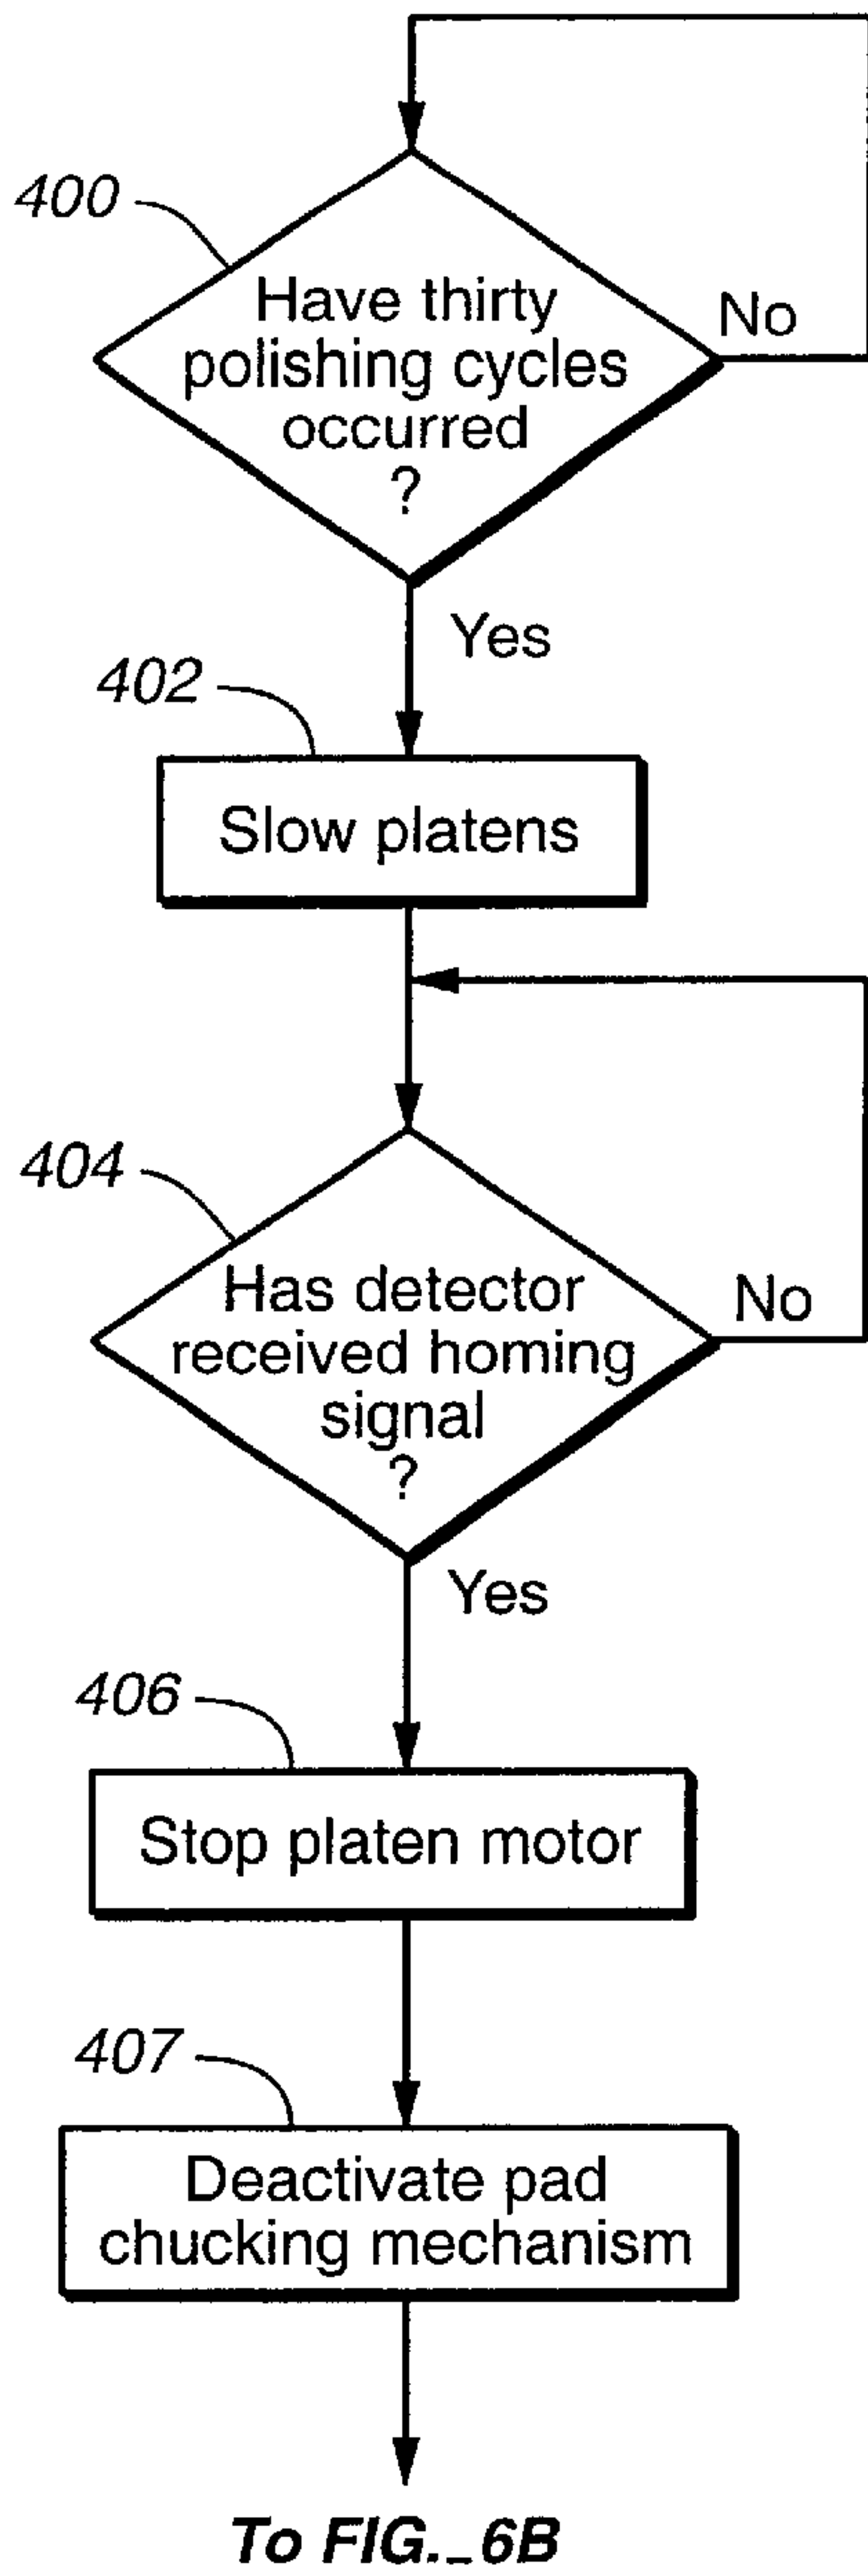 400
Have thirty
polishing cycles
occurred
?
No
Yes
402
Slow platens
404
Has detector
received homing
signal
?
No
Yes
406
Stop platen motor
407
Deactivate pad
chucking mechanism
To FIG._6B